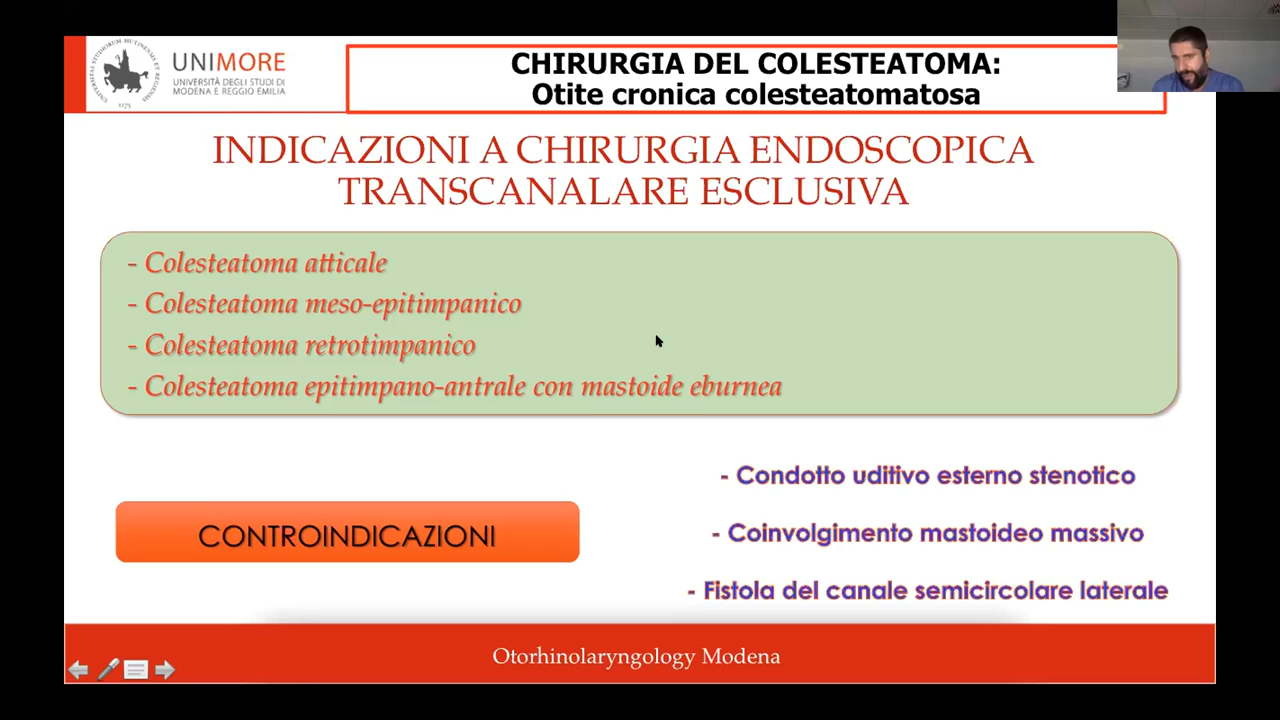 UNIMORE
UNIVERSITÀ DEGLI STUDI DI
MODENA E REGGIO EMILIA
1175
CHIRURGIA DEL COLESTEATOMA:
Otite cronica colesteatomatosa
INDICAZIONI A CHIRURGIA ENDOSCOPICA
TRANSCANALARE ESCLUSIVA
- Colesteatoma atticale
- Colesteatoma meso-epitimpanico
- Colesteatoma retrotimpanico
- Colesteatoma epitimpano-antrale con mastoide eburnea
CONTROINDICAZIONI
- Condotto uditivo esterno stenotico
- Coinvolgimento mastoideo massivo
- Fistola del canale semicircolare laterale
Otorhinolaryngology Modena